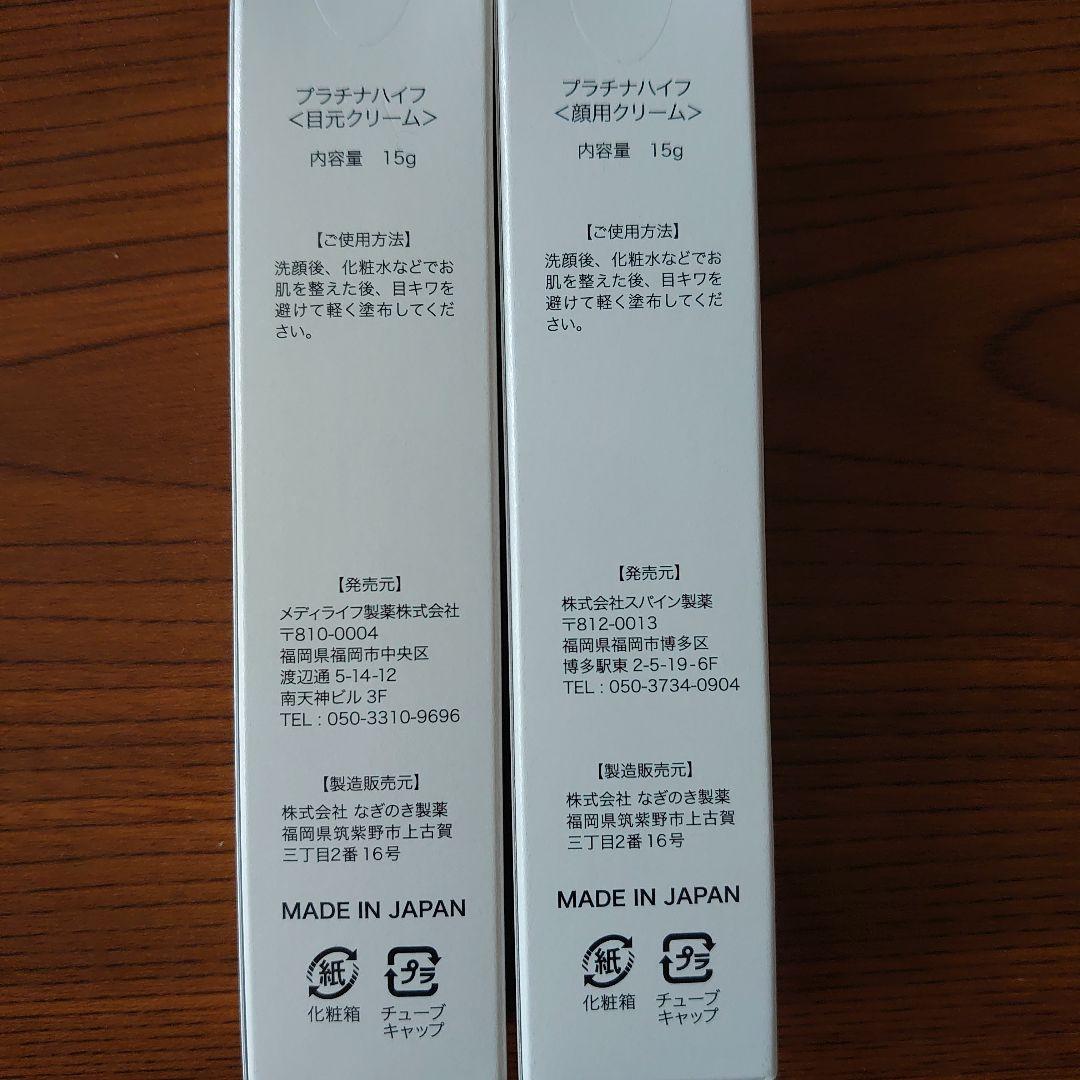 プラチナハイフ
＜目元クリーム＞
内容量　15g
【ご使用方法】
洗顔後、化粧水などでお
肌を整えた後、目キワを
避けて軽く塗布してくだ
さい。
【発売元】
メディライフ製薬株式会社
〒810-0004
福岡県福岡市中央区
渡辺通 5-14-12
南天神ビル 3F
TEL : 050-3310-9696
【製造販売元】
株式会社 なぎのき製薬
福岡県筑紫野市上古賀
三丁目2番16号
MADE IN JAPAN
紙
プラ
化粧箱
チューブ
キャップ
プラチナハイフ
＜顔用クリーム＞
内容量　15g
【ご使用方法】
洗顔後、化粧水などでお
肌を整えた後、目キワを
避けて軽く塗布してくだ
さい。
【発売元】
株式会社スパイン製薬
〒812-0013
福岡県福岡市博多区
博多駅東 2-5-19-6F
TEL : 050-3734-0904
【製造販売元】
株式会社 なぎのき製薬
福岡県筑紫野市上古賀
三丁目2番16号
MADE IN JAPAN
紙
プラ
化粧箱
チューブ
キャップ